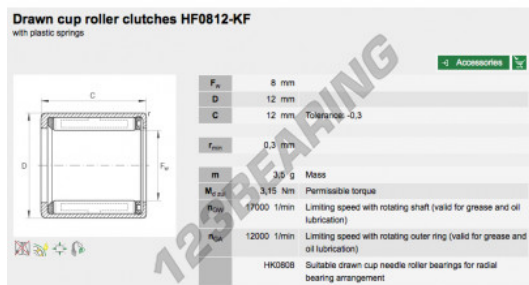 Drawn cup roller clutches HF0812-KF
with plastic springs
Accessories
C
r
D
Fw
Fw 8 mm
D 12 mm
C 12 mm Tolerance: -0,3
rmin 0,3 mm
m 3,5 g Mass
Md zul 3,15 Nm Permissible torque
nGW 17000 1/min Limiting speed with rotating shaft (valid for grease and oil
lubrication)
nGA 12000 1/min Limiting speed with rotating outer ring (valid for grease and
oil lubrication)
HK0808 Suitable drawn cup needle roller bearings for radial
bearing arrangement
123BEARING